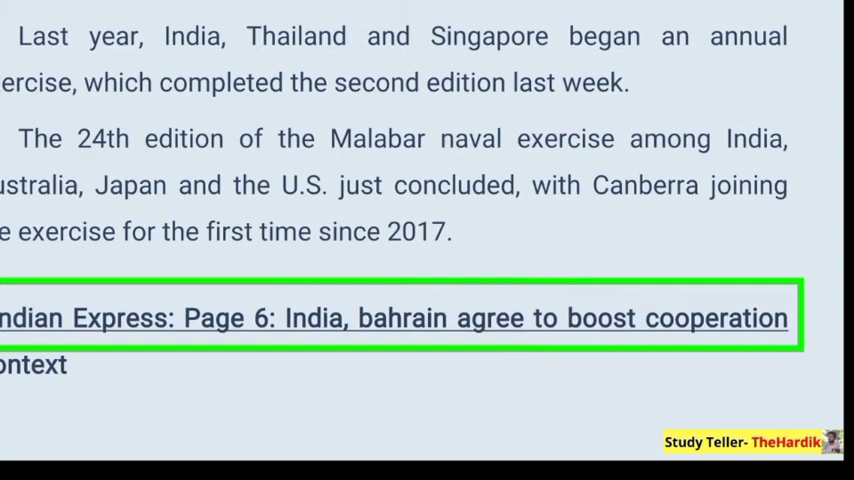 Last year, India, Thailand and Singapore began an annual
ercise, which completed the second edition last week.
The 24th edition of the Malabar naval exercise among India,
ustralia, Japan and the U.S. just concluded, with Canberra joining
e exercise for the first time since 2017.
ndian Express: Page 6: India, bahrain agree to boost cooperation
ontext
Study Teller- TheHardik